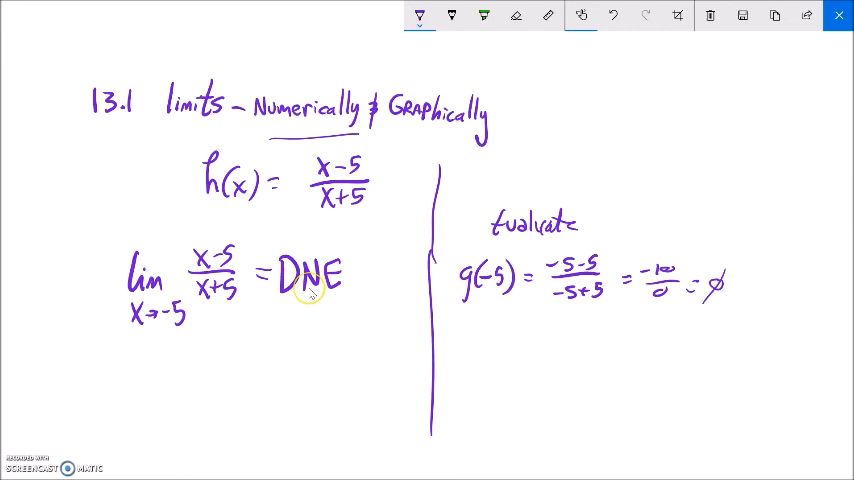 13.1 Limits - Numerically & GRAPhically
h(x) = x-5 / x+5
lim x→-5 x-5 / x+5 = DNE
Evaluate
g(-5) = -5-5 / -5+5 = -10 / 0 = ∅
RECORDED WITH
SCREENCAST MATIC